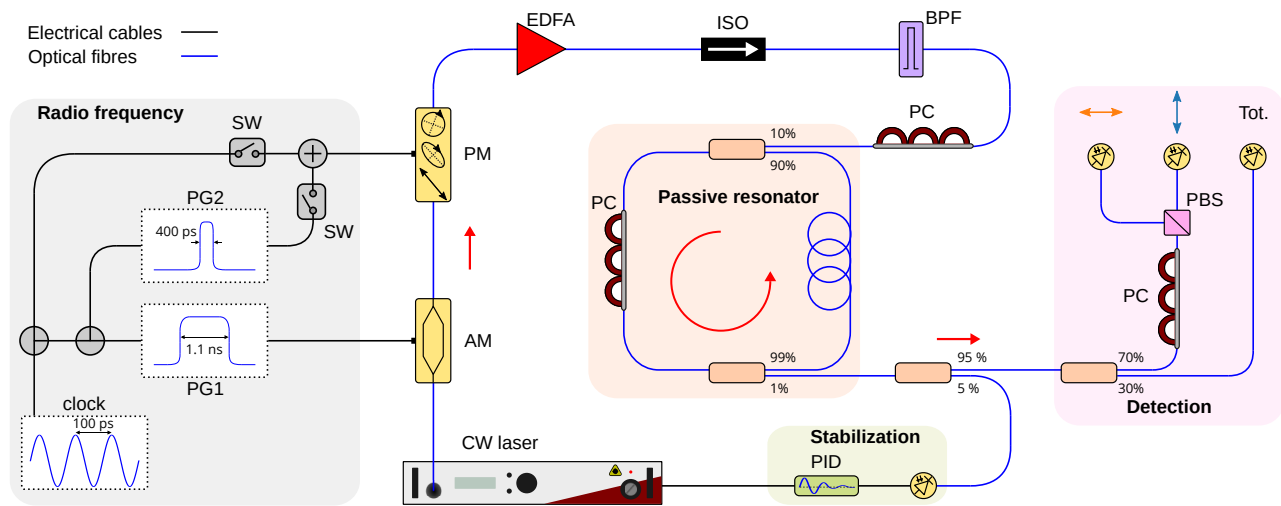 Electrical cables
Optical fibres
EDFA
ISO
BPF
Radio frequency
SW
PM
PC
10%
90%
Tot.
PG2
400 ps
SW
PC
Passive resonator
PBS
PC
1.1 ns
PG1
AM
99%
1%
95 %
5 %
70%
30%
Detection
clock
100 ps
CW laser
Stabilization
PID